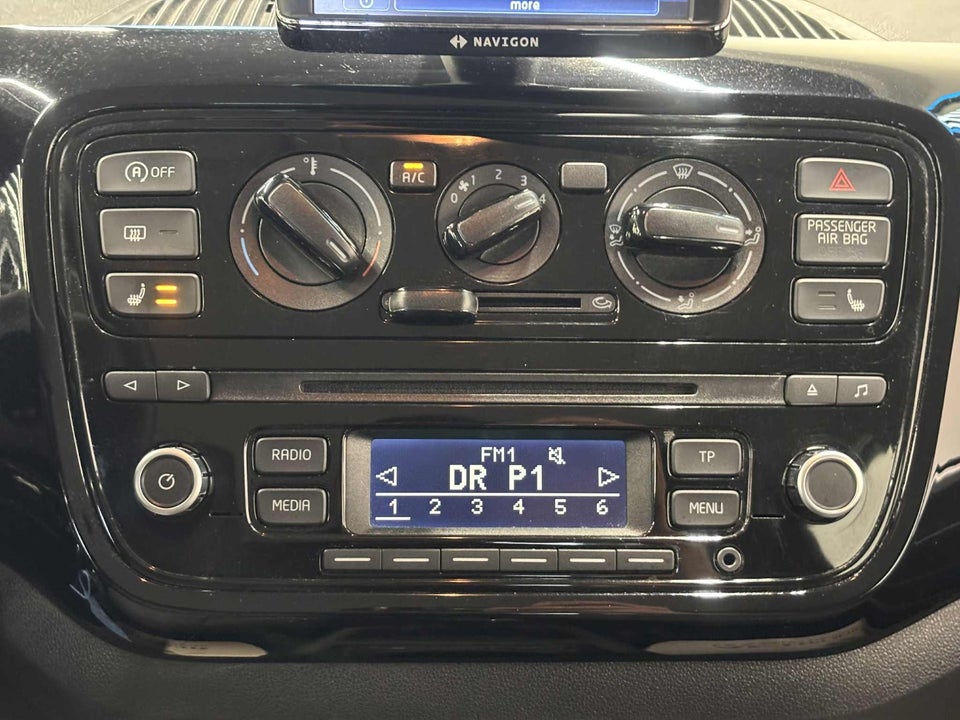 more
NAVIGON
A OFF
A/C
0 1 2 3 4
PASSENGER
AIR BAG
RADIO
MEDIA
FM1
DR P1
1 2 3 4 5 6
TP
MENU